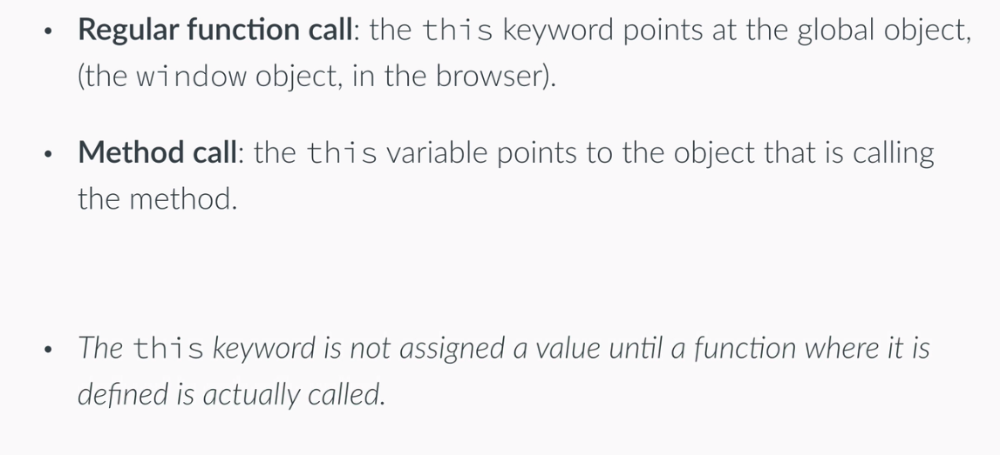 • Regular function call: the this keyword points at the global object,
(the window object, in the browser).
• Method call: the this variable points to the object that is calling
the method.
• The this keyword is not assigned a value until a function where it is
defined is actually called.